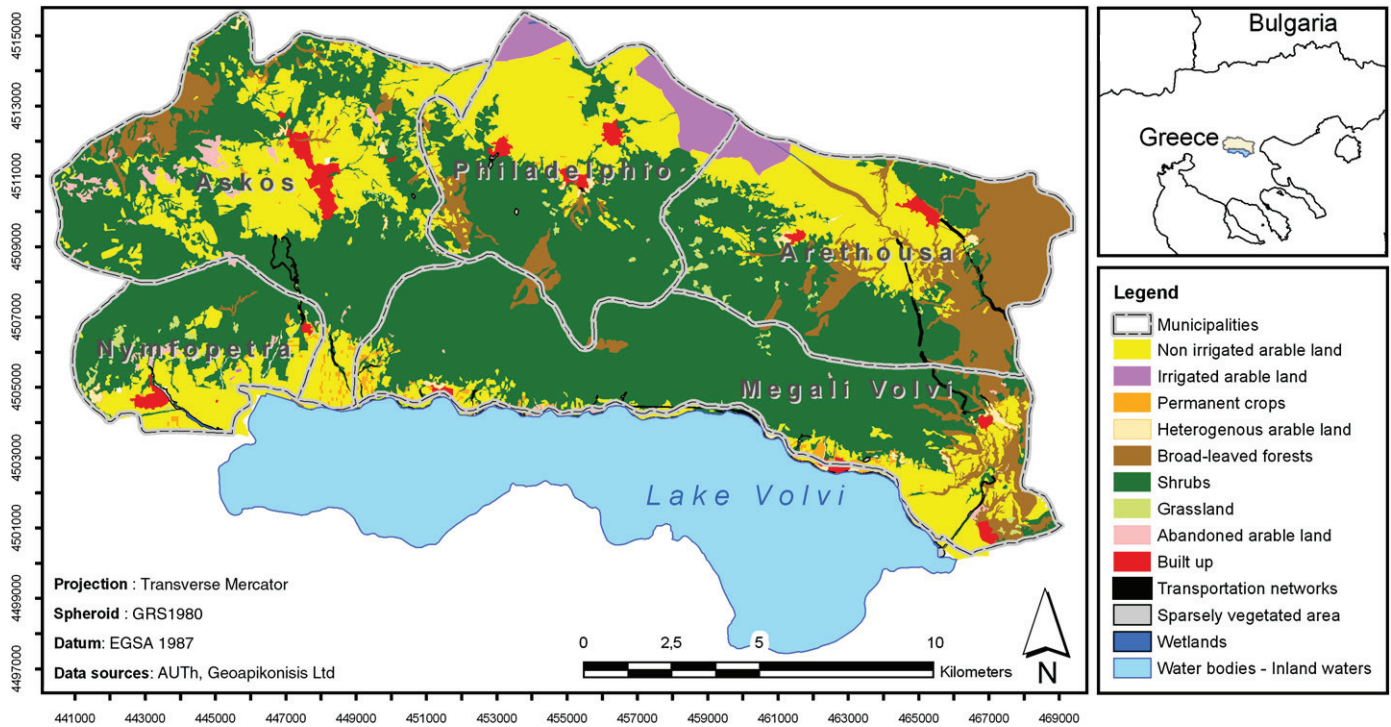 4515000
4513000
4511000
4509000
4507000
4505000
4503000
4501000
4499000
4497000
Askos
Philadelphio
Arethousa
Nymfopetra
Megali Volvi
Lake Volvi
Projection : Transverse Mercator
Spheroid : GRS1980
Datum: EGSA 1987
Data sources: AUTh, Geoapikonisis Ltd
0 2,5 5 10
Kilometers
N
441000 443000 445000 447000 449000 451000 453000 455000 457000 459000 461000 463000 465000 467000 469000
Bulgaria
Greece
Legend
Municipalities
Non irrigated arable land
Irrigated arable land
Permanent crops
Heterogenous arable land
Broad-leaved forests
Shrubs
Grassland
Abandoned arable land
Built up
Transportation networks
Sparsely vegetated area
Wetlands
Water bodies - Inland waters